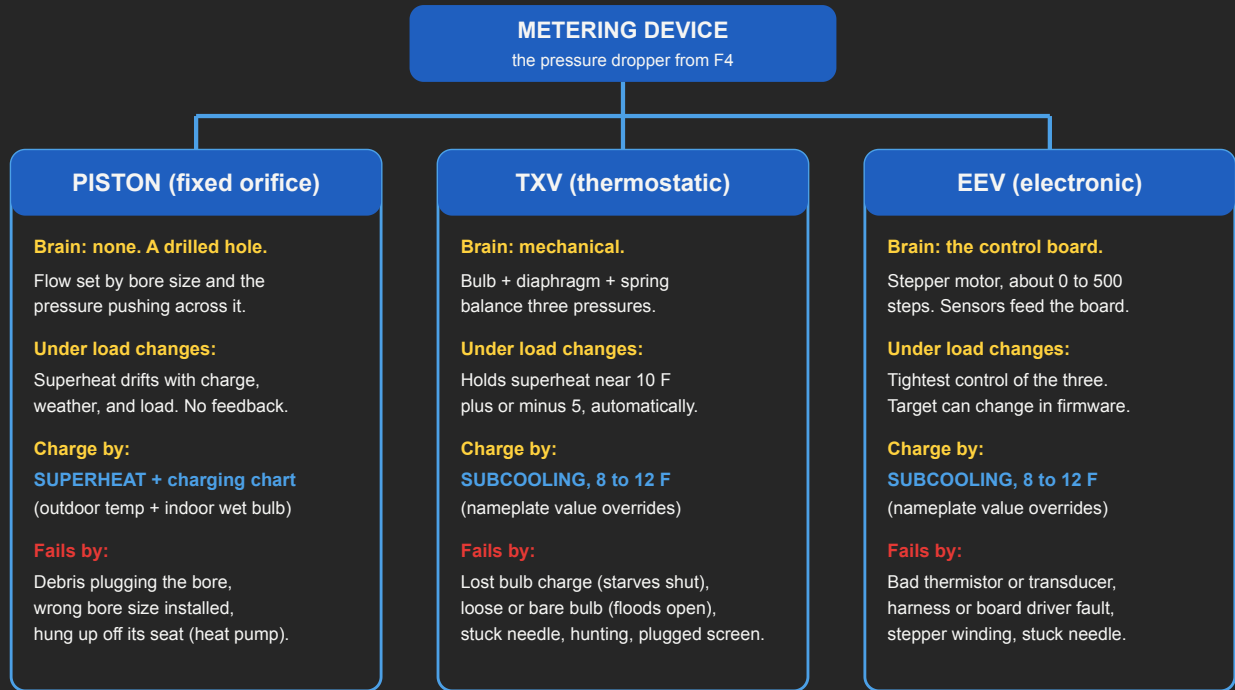 METERING DEVICE
the pressure dropper from F4
PISTON (fixed orifice)
Brain: none. A drilled hole.
Flow set by bore size and the
pressure pushing across it.
Under load changes:
Superheat drifts with charge,
weather, and load. No feedback.
Charge by:
SUPERHEAT + charging chart
(outdoor temp + indoor wet bulb)
Fails by:
Debris plugging the bore,
wrong bore size installed,
hung up off its seat (heat pump).
TXV (thermostatic)
Brain: mechanical.
Bulb + diaphragm + spring
balance three pressures.
Under load changes:
Holds superheat near 10 F
plus or minus 5, automatically.
Charge by:
SUBCOOLING, 8 to 12 F
(nameplate value overrides)
Fails by:
Lost bulb charge (starves shut),
loose or bare bulb (floods open),
stuck needle, hunting, plugged screen.
EEV (electronic)
Brain: the control board.
Stepper motor, about 0 to 500
steps. Sensors feed the board.
Under load changes:
Tightest control of the three.
Target can change in firmware.
Charge by:
SUBCOOLING, 8 to 12 F
(nameplate value overrides)
Fails by:
Bad thermistor or transducer,
harness or board driver fault,
stepper winding, stuck needle.